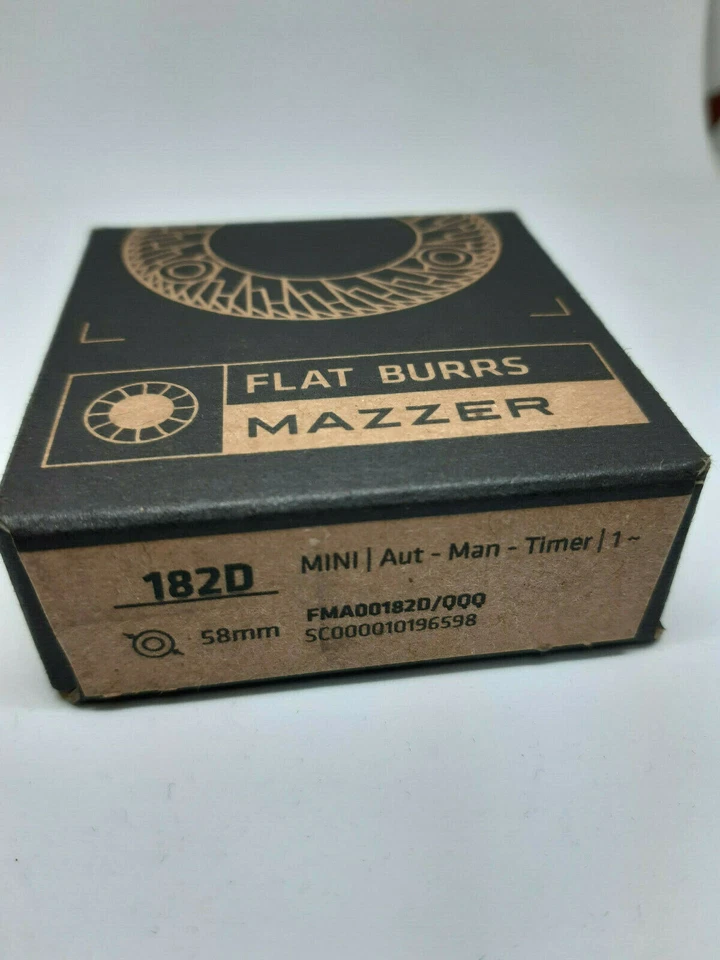 FLAT BURRS
MAZZER
182D
MINI | Aut - Man - Timer | 1~
58mm
FMA00182D/QQQ
SC000010196598